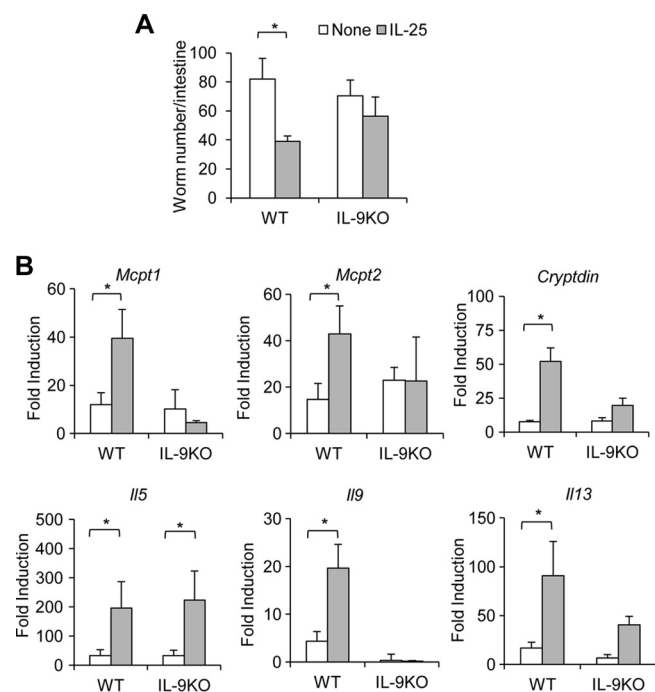 A
None IL-25
*
Worm number/intestine
100
80
60
40
20
0
WT IL-9KO
B
Mcpt1 Mcpt2 Cryptdin
Fold Induction
60
40
20
0
*
WT IL-9KO
Fold Induction
60
40
20
0
*
WT IL-9KO
Fold Induction
100
75
50
25
0
*
WT IL-9KO
Il5 Il9 Il13
Fold Induction
500
400
300
200
100
0
* *
WT IL-9KO
Fold Induction
30
20
10
0
*
WT IL-9KO
Fold Induction
150
100
50
0
*
WT IL-9KO